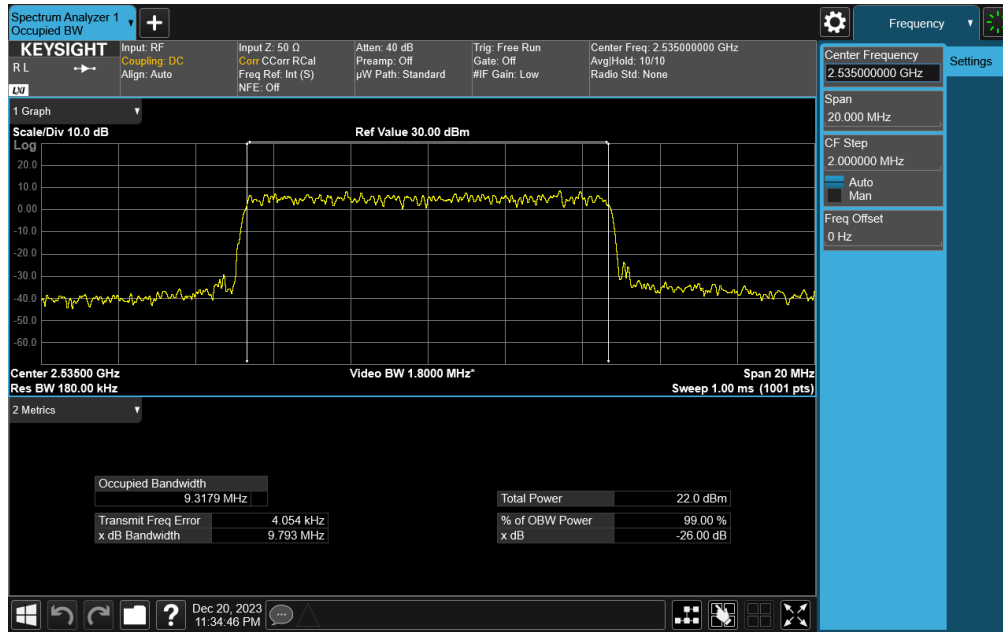 Spectrum Analyzer 1
Occupied BW
Frequency
KEYSIGHT
R L
LXI
Input: RF
Coupling: DC
Align: Auto
Input Z: 50 Ω
Corr CCorr RCal
Freq Ref: Int (S)
NFE: Off
Atten: 40 dB
Preamp: Off
µW Path: Standard
Trig: Free Run
Gate: Off
#IF Gain: Low
Center Freq: 2.535000000 GHz
Avg|Hold: 10/10
Radio Std: None
Center Frequency
2.535000000 GHz
Settings
Span
20.000 MHz
CF Step
2.000000 MHz
Auto
Man
Freq Offset
0 Hz
1 Graph
Scale/Div 10.0 dB
Ref Value 30.00 dBm
Log
20.0
10.0
0.00
-10.0
-20.0
-30.0
-40.0
-50.0
-60.0
Center 2.53500 GHz
Video BW 1.8000 MHz*
Span 20 MHz
Res BW 180.00 kHz
Sweep 1.00 ms (1001 pts)
2 Metrics
Occupied Bandwidth
9.3179 MHz
Total Power 22.0 dBm
Transmit Freq Error 4.054 kHz
% of OBW Power 99.00 %
x dB Bandwidth 9.793 MHz
x dB -26.00 dB
?
Dec 20, 2023
11:34:46 PM